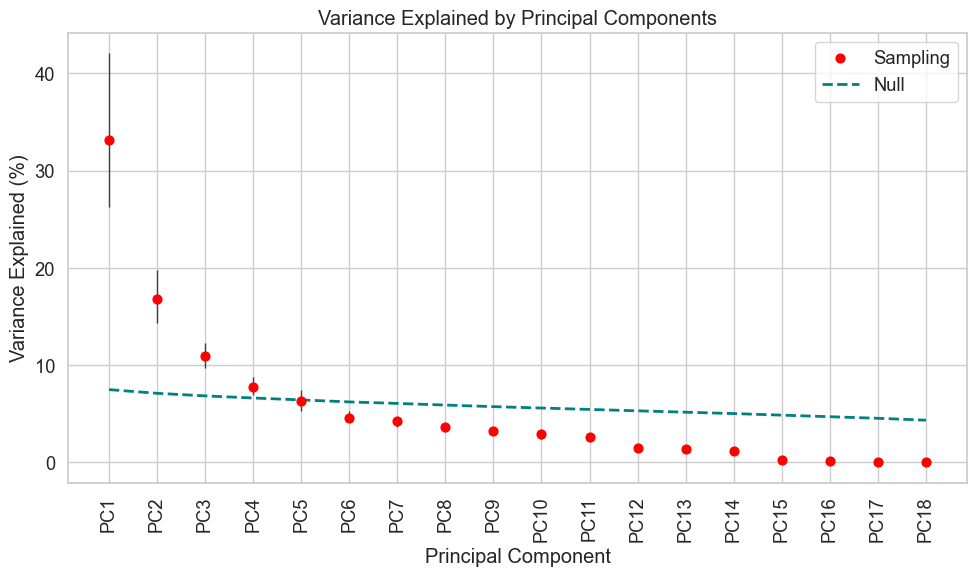 Variance Explained by Principal Components
Sampling
Null
Variance Explained (%)
40
30
20
10
0
PC1
PC2
PC3
PC4
PC5
PC6
PC7
PC8
PC9
PC10
PC11
PC12
PC13
PC14
PC15
PC16
PC17
PC18
Principal Component